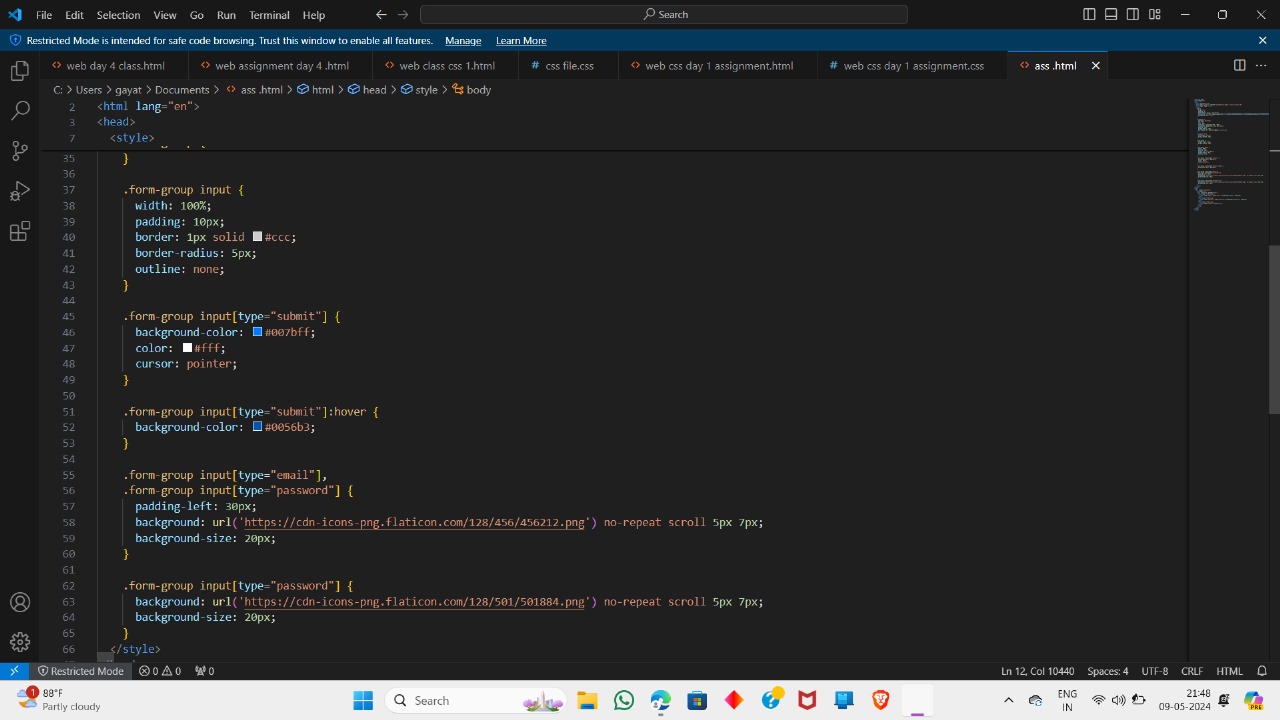 File Edit Selection View Go Run Terminal Help Search
Restricted Mode is intended for safe code browsing. Trust this window to enable all features. Manage Learn More
web day 4 class.html web assignment day 4 .html web class css 1.html css file.css web css day 1 assignment.html web css day 1 assignment.css ass .html
C: > Users > gayat > Documents > ass .html > html > head > style > body
2 <html lang="en">
3 <head>
7 <style>
35 }
36
37 .form-group input {
38 width: 100%;
39 padding: 10px;
40 border: 1px solid #ccc;
41 border-radius: 5px;
42 outline: none;
43 }
44
45 .form-group input[type="submit"] {
46 background-color: #007bff;
47 color: #fff;
48 cursor: pointer;
49 }
50
51 .form-group input[type="submit"]:hover {
52 background-color: #0056b3;
53 }
54
55 .form-group input[type="email"],
56 .form-group input[type="password"] {
57 padding-left: 30px;
58 background: url('https://cdn-icons-png.flaticon.com/128/456/456212.png') no-repeat scroll 5px 7px;
59 background-size: 20px;
60 }
61
62 .form-group input[type="password"] {
63 background: url('https://cdn-icons-png.flaticon.com/128/501/501884.png') no-repeat scroll 5px 7px;
64 background-size: 20px;
65 }
66 </style>
Restricted Mode 0 0 0 Ln 12, Col 10440 Spaces: 4 UTF-8 CRLF HTML
1 88°F
Partly cloudy
Search
ENG
IN
21:48
09-05-2024
PRE